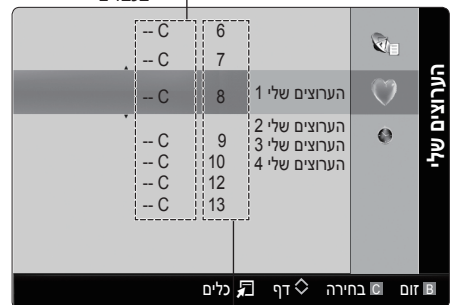 הערוצים שלי
-- C 6
-- C 7
הערוצים שלי 1 8 -- C
הערוצים שלי 2
הערוצים שלי 3 9 -- C
הערוצים שלי 4 10 -- C
-- C 12
-- C 13
B זום C בחירה דף כלים